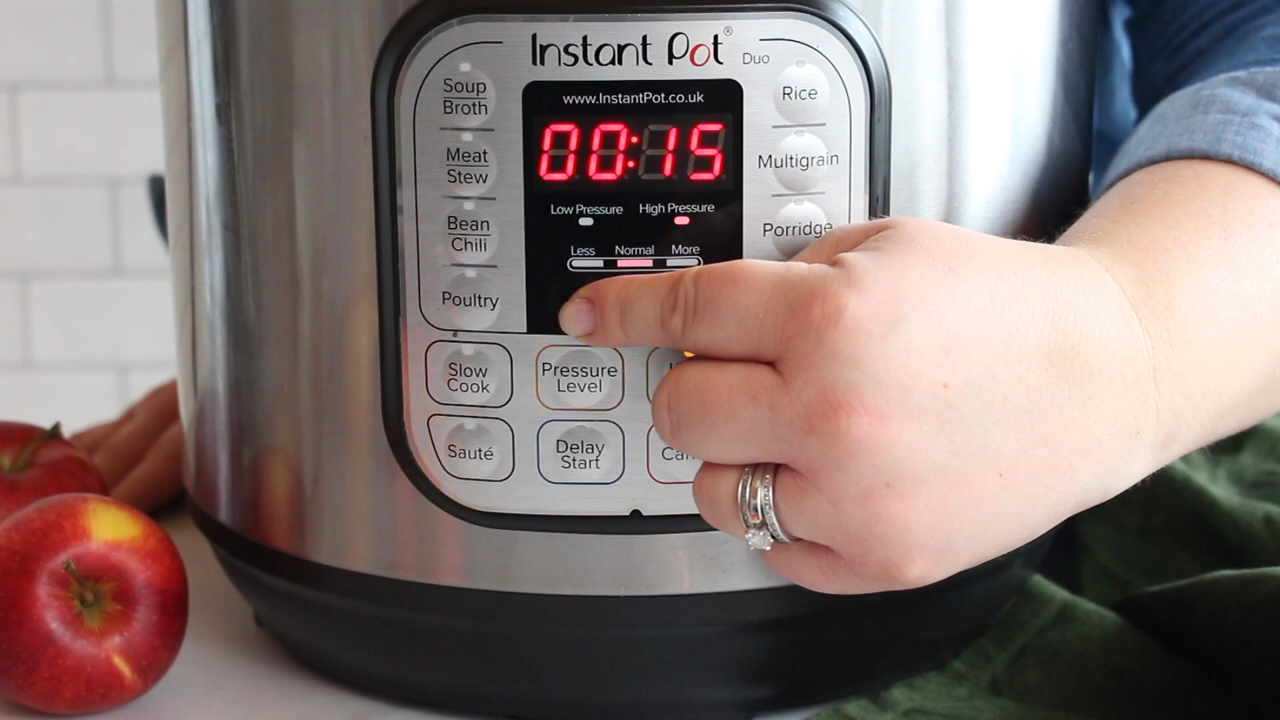 Instant Pot® Duo
www.InstantPot.co.uk
00:15
Low Pressure High Pressure
Less Normal More
Soup
Broth
Meat
Stew
Bean
Chili
Poultry
Rice
Multigrain
Porridge
Slow
Cook
Pressure
Level
Sauté
Delay
Start